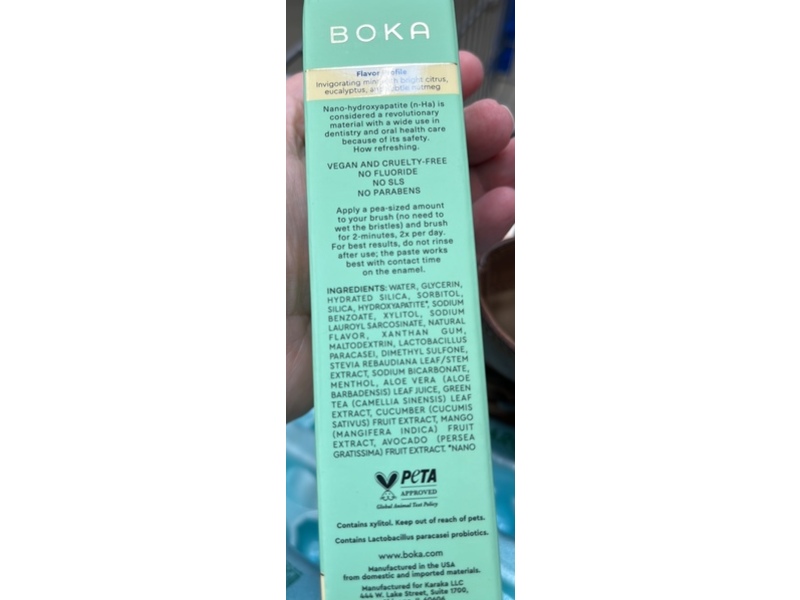 BOKA
Flavor Profile
Invigorating mint with bright citrus,
eucalyptus, and subtle nutmeg
Nano-hydroxyapatite (n-Ha) is
considered a revolutionary
material with a wide use in
dentistry and oral health care
because of its safety.
How refreshing.
VEGAN AND CRUELTY-FREE
NO FLUORIDE
NO SLS
NO PARABENS
Apply a pea-sized amount
to your brush (no need to
wet the bristles) and brush
for 2-minutes, 2x per day.
For best results, do not rinse
after use; the paste works
best with contact time
on the enamel.
INGREDIENTS: WATER, GLYCERIN,
HYDRATED SILICA, SORBITOL,
SILICA, HYDROXYAPATITE*, SODIUM
BENZOATE, XYLITOL, SODIUM
LAUROYL SARCOSINATE, NATURAL
FLAVOR, XANTHAN GUM,
MALTODEXTRIN, LACTOBACILLUS
PARACASEI, DIMETHYL SULFONE,
STEVIA REBAUDIANA LEAF/STEM
EXTRACT, SODIUM BICARBONATE,
MENTHOL, ALOE VERA (ALOE
BARBADENSIS) LEAF JUICE, GREEN
TEA (CAMELLIA SINENSIS) LEAF
EXTRACT, CUCUMBER (CUCUMIS
SATIVUS) FRUIT EXTRACT, MANGO
(MANGIFERA INDICA) FRUIT
EXTRACT, AVOCADO (PERSEA
GRATISSIMA) FRUIT EXTRACT. *NANO
PETA
APPROVED
Global Animal Test Policy
Contains xylitol. Keep out of reach of pets.
Contains Lactobacillus paracasei probiotics.
www.boka.com
Manufactured in the USA
from domestic and imported materials.
Manufactured for Karaka LLC
444 W. Lake Street, Suite 1700,